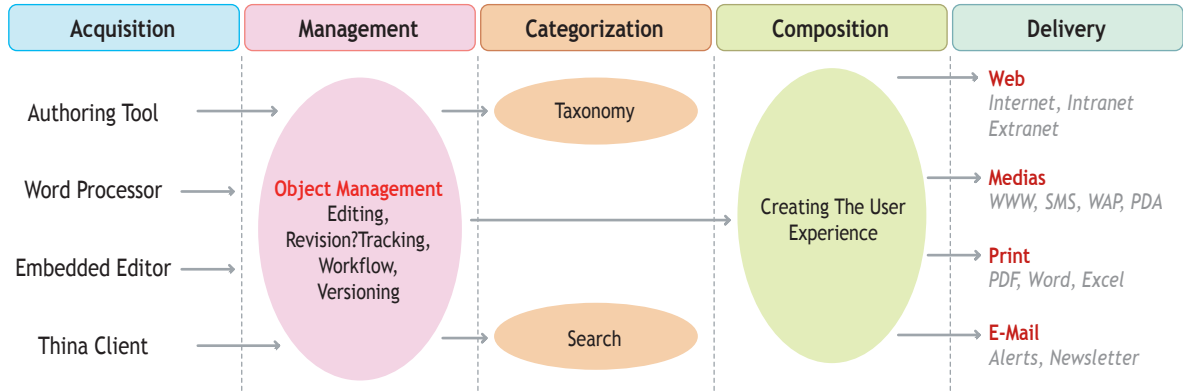 Acquisition
Management
Categorization
Composition
Delivery
Authoring Tool
Word Processor
Embedded Editor
Thina Client
Object Management
Editing,
Revision?Tracking,
Workflow,
Versioning
Taxonomy
Search
Creating The User
Experience
Web
Internet, Intranet
Extranet
Medias
WWW, SMS, WAP, PDA
Print
PDF, Word, Excel
E-Mail
Alerts, Newsletter